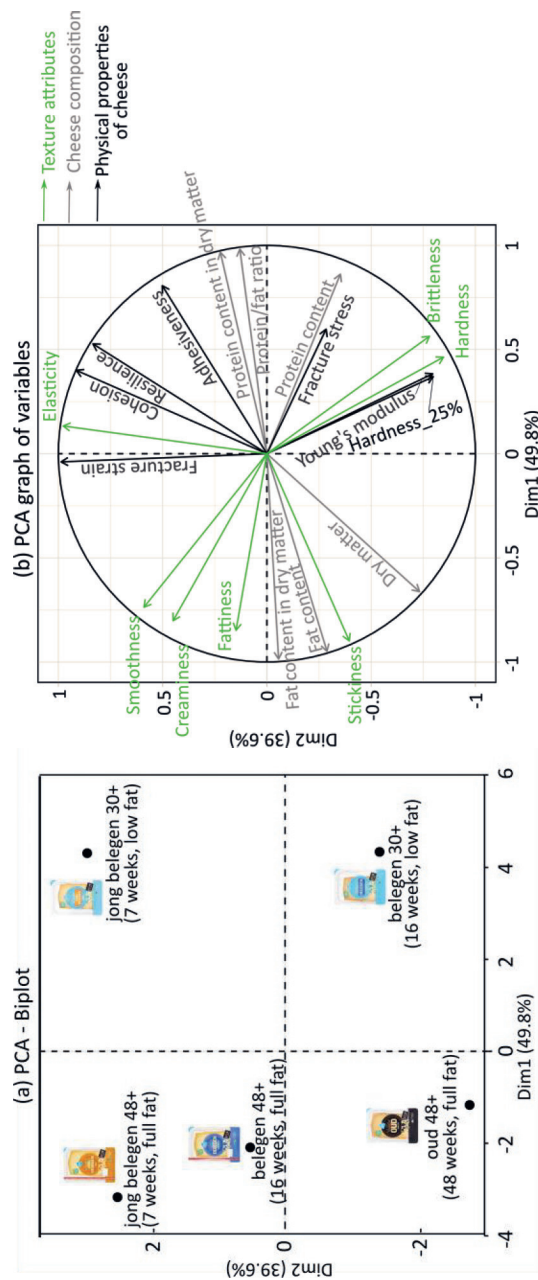 (a) PCA - Biplot
Dim2 (39.6%)
2
0
-2
jong belegen 48+
(7 weeks, full fat)
belegen 48+
(16 weeks, full fat)
OUD
oud 48+
(48 weeks, full fat)
jong belegen 30+
(7 weeks, low fat)
belegen 30+
(16 weeks, low fat)
-4
-2
0
2
4
6
Dim1 (49.8%)
(b) PCA graph of variables
Texture attributes
Cheese composition
Physical properties
of cheese
Dim2 (39.6%)
1
0.5
0
-0.5
-1
Smoothness
Creaminess
Fattiness
Fat content in dry matter
Fat content
Stickiness
Dry matter
Fracture strain
Elasticity
Cohesion
Resilience
Adhesiveness
Protein content in dry matter
Protein/fat ratio
Protein content
Fracture stress
Young's modulus
Hardness_25%
Brittleness
Hardness
-1
-0.5
0
0.5
1
Dim1 (49.8%)